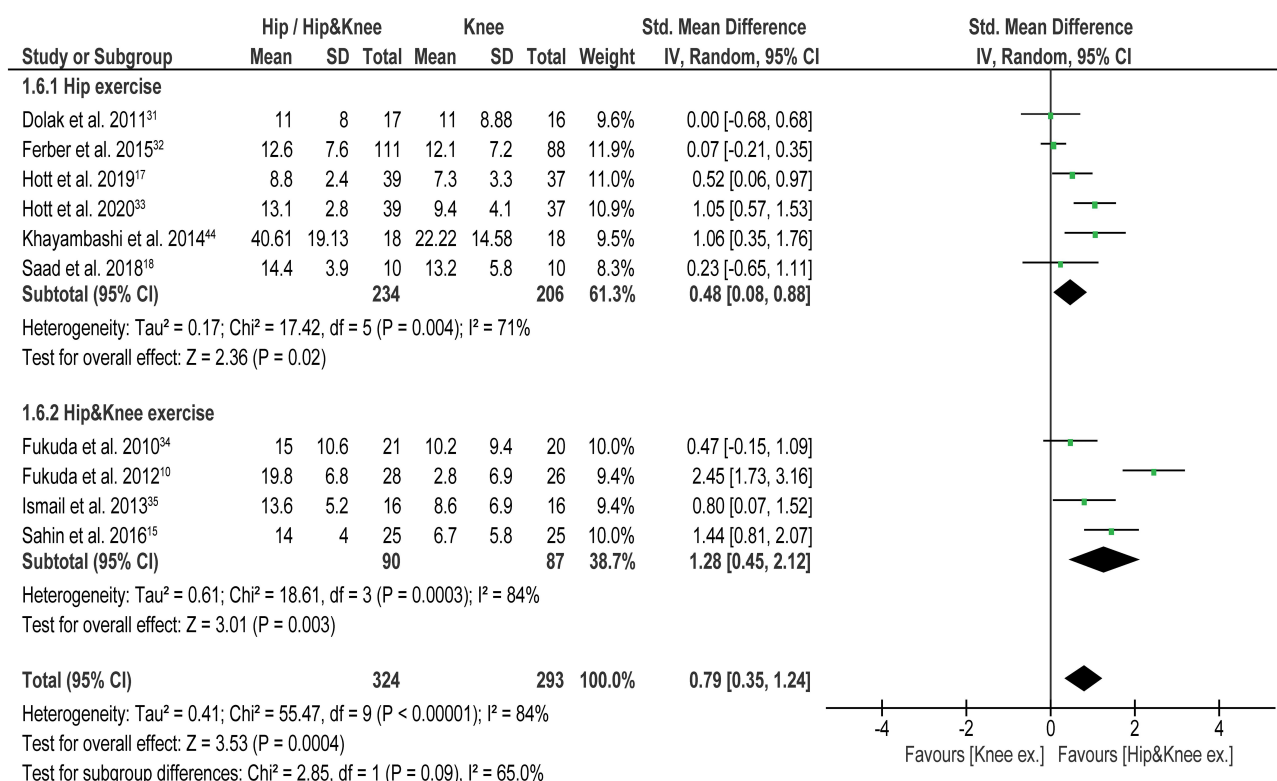 Hip / Hip&Knee Knee Std. Mean Difference Std. Mean Difference
Study or Subgroup Mean SD Total Mean SD Total Weight IV, Random, 95% CI IV, Random, 95% CI
1.6.1 Hip exercise
Dolak et al. 2011³¹ 11 8 17 11 8.88 16 9.6% 0.00 [-0.68, 0.68]
Ferber et al. 2015³² 12.6 7.6 111 12.1 7.2 88 11.9% 0.07 [-0.21, 0.35]
Hott et al. 2019¹⁷ 8.8 2.4 39 7.3 3.3 37 11.0% 0.52 [0.06, 0.97]
Hott et al. 2020³³ 13.1 2.8 39 9.4 4.1 37 10.9% 1.05 [0.57, 1.53]
Khayambashi et al. 2014⁴⁴ 40.61 19.13 18 22.22 14.58 18 9.5% 1.06 [0.35, 1.76]
Saad et al. 2018¹⁸ 14.4 3.9 10 13.2 5.8 10 8.3% 0.23 [-0.65, 1.11]
Subtotal (95% CI) 234 206 61.3% 0.48 [0.08, 0.88]
Heterogeneity: Tau² = 0.17; Chi² = 17.42, df = 5 (P = 0.004); I² = 71%
Test for overall effect: Z = 2.36 (P = 0.02)
1.6.2 Hip&Knee exercise
Fukuda et al. 2010³⁴ 15 10.6 21 10.2 9.4 20 10.0% 0.47 [-0.15, 1.09]
Fukuda et al. 2012¹⁰ 19.8 6.8 28 2.8 6.9 26 9.4% 2.45 [1.73, 3.16]
Ismail et al. 2013³⁵ 13.6 5.2 16 8.6 6.9 16 9.4% 0.80 [0.07, 1.52]
Sahin et al. 2016¹⁵ 14 4 25 6.7 5.8 25 10.0% 1.44 [0.81, 2.07]
Subtotal (95% CI) 90 87 38.7% 1.28 [0.45, 2.12]
Heterogeneity: Tau² = 0.61; Chi² = 18.61, df = 3 (P = 0.0003); I² = 84%
Test for overall effect: Z = 3.01 (P = 0.003)
Total (95% CI) 324 293 100.0% 0.79 [0.35, 1.24]
Heterogeneity: Tau² = 0.41; Chi² = 55.47, df = 9 (P < 0.00001); I² = 84%
Test for overall effect: Z = 3.53 (P = 0.0004)
Test for subgroup differences: Chi² = 2.85, df = 1 (P = 0.09), I² = 65.0%
-4 -2 0 2 4
Favours [Knee ex.] Favours [Hip&Knee ex.]